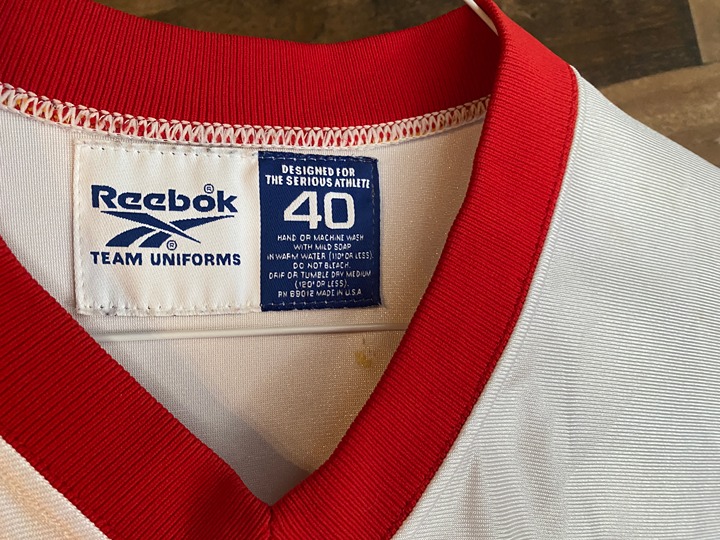 Reebok®
®
TEAM UNIFORMS
DESIGNED FOR
THE SERIOUS ATHLETE
40
HAND OR MACHINE WASH
WITH MILD SOAP
IN WARM WATER (110° OR LESS).
DO NOT BLEACH.
DRIP OR TUMBLE DRY MEDIUM
(120° OR LESS).
RN 89012 MADE IN U.S.A